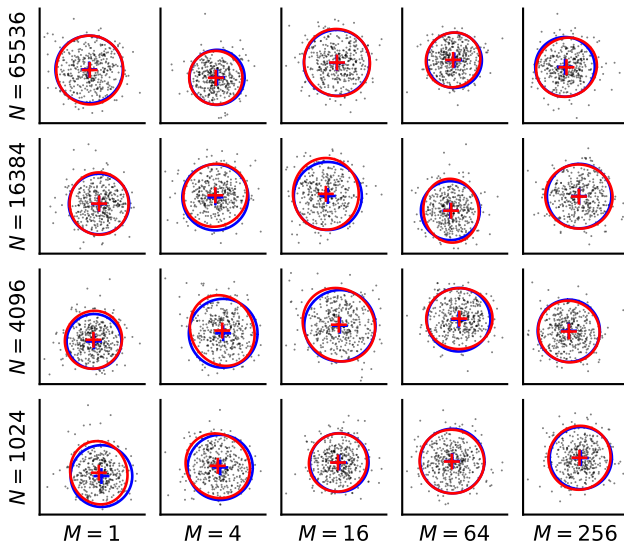 N = 65536
N = 16384
N = 4096
N = 1024
M = 1
M = 4
M = 16
M = 64
M = 256